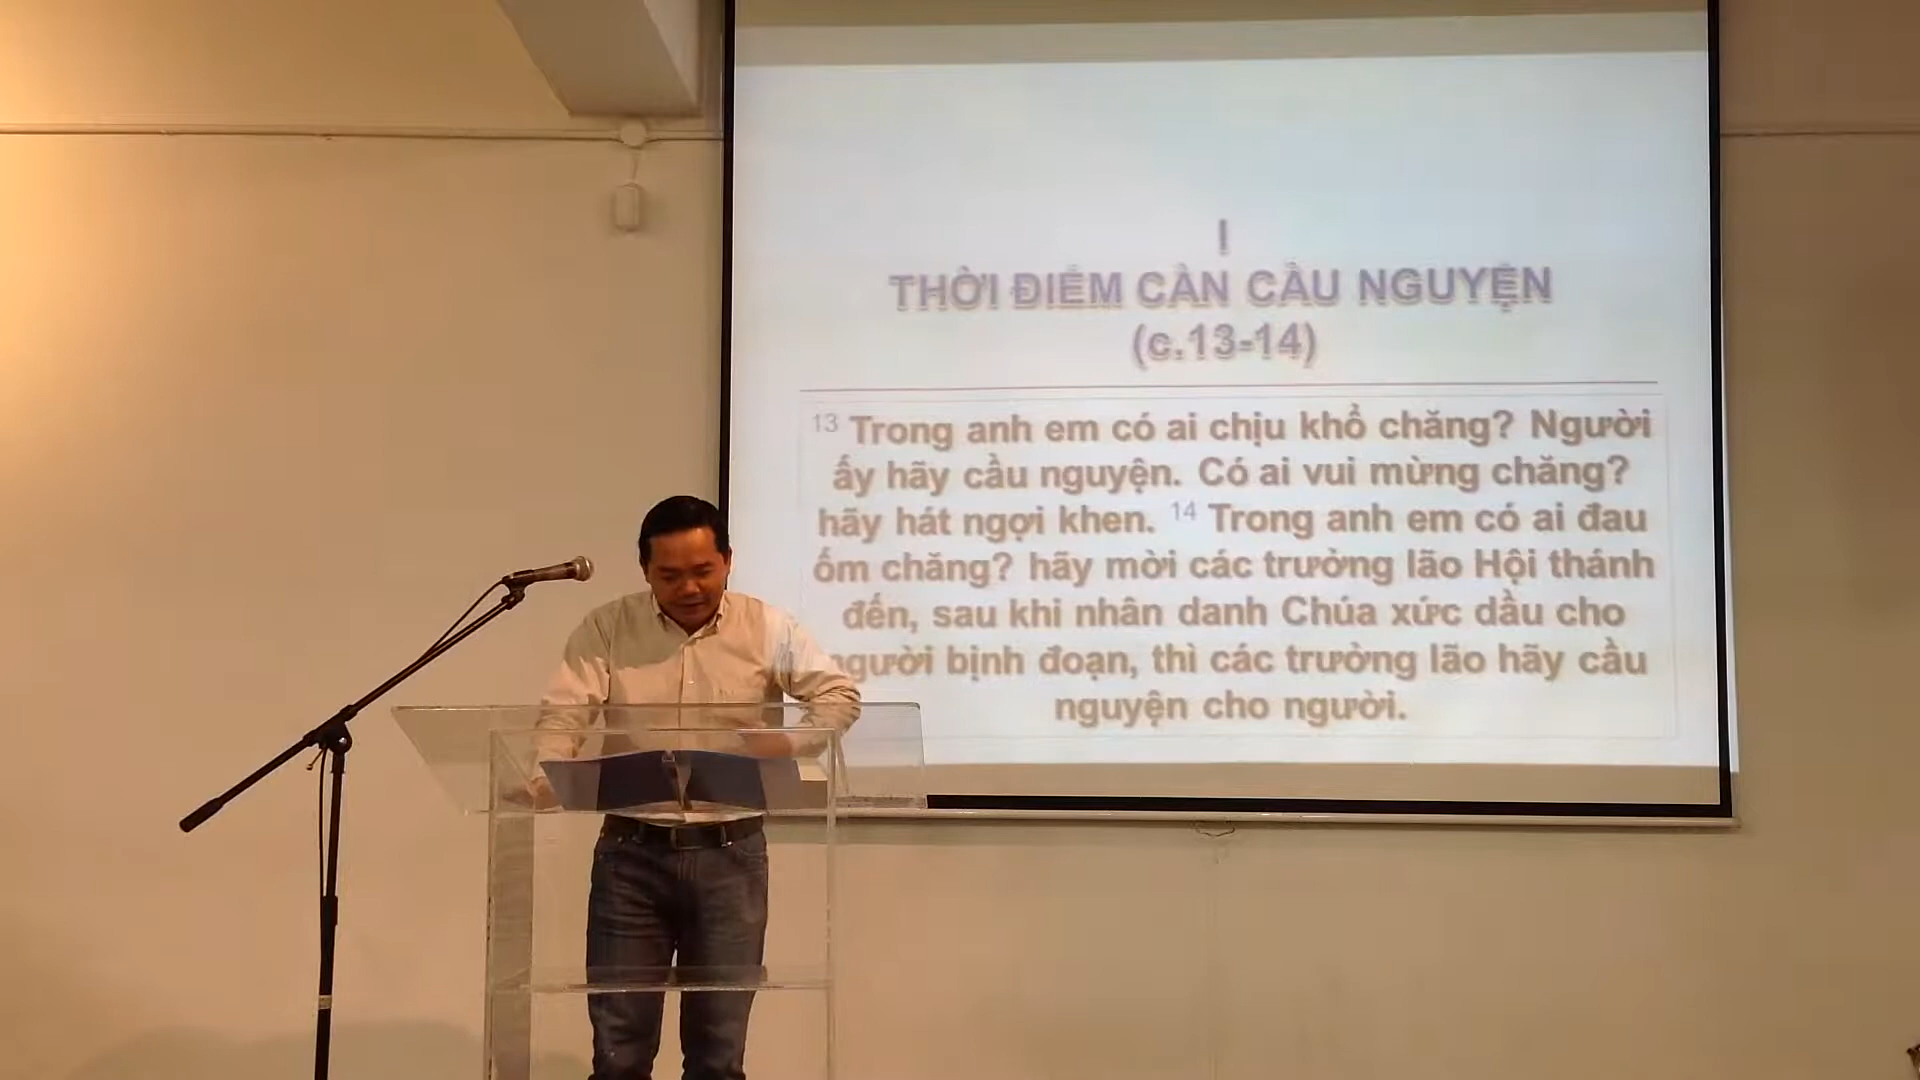 I
THỜI ĐIỂM CẦN CẦU NGUYỆN
(c.13-14)
13 Trong anh em có ai chịu khổ chăng? Người
ấy hãy cầu nguyện. Có ai vui mừng chăng?
hãy hát ngợi khen. 14 Trong anh em có ai đau
ốm chăng? hãy mời các trưởng lão Hội thánh
đến, sau khi nhân danh Chúa xức dầu cho
người bịnh đoạn, thì các trưởng lão hãy cầu
nguyện cho người.